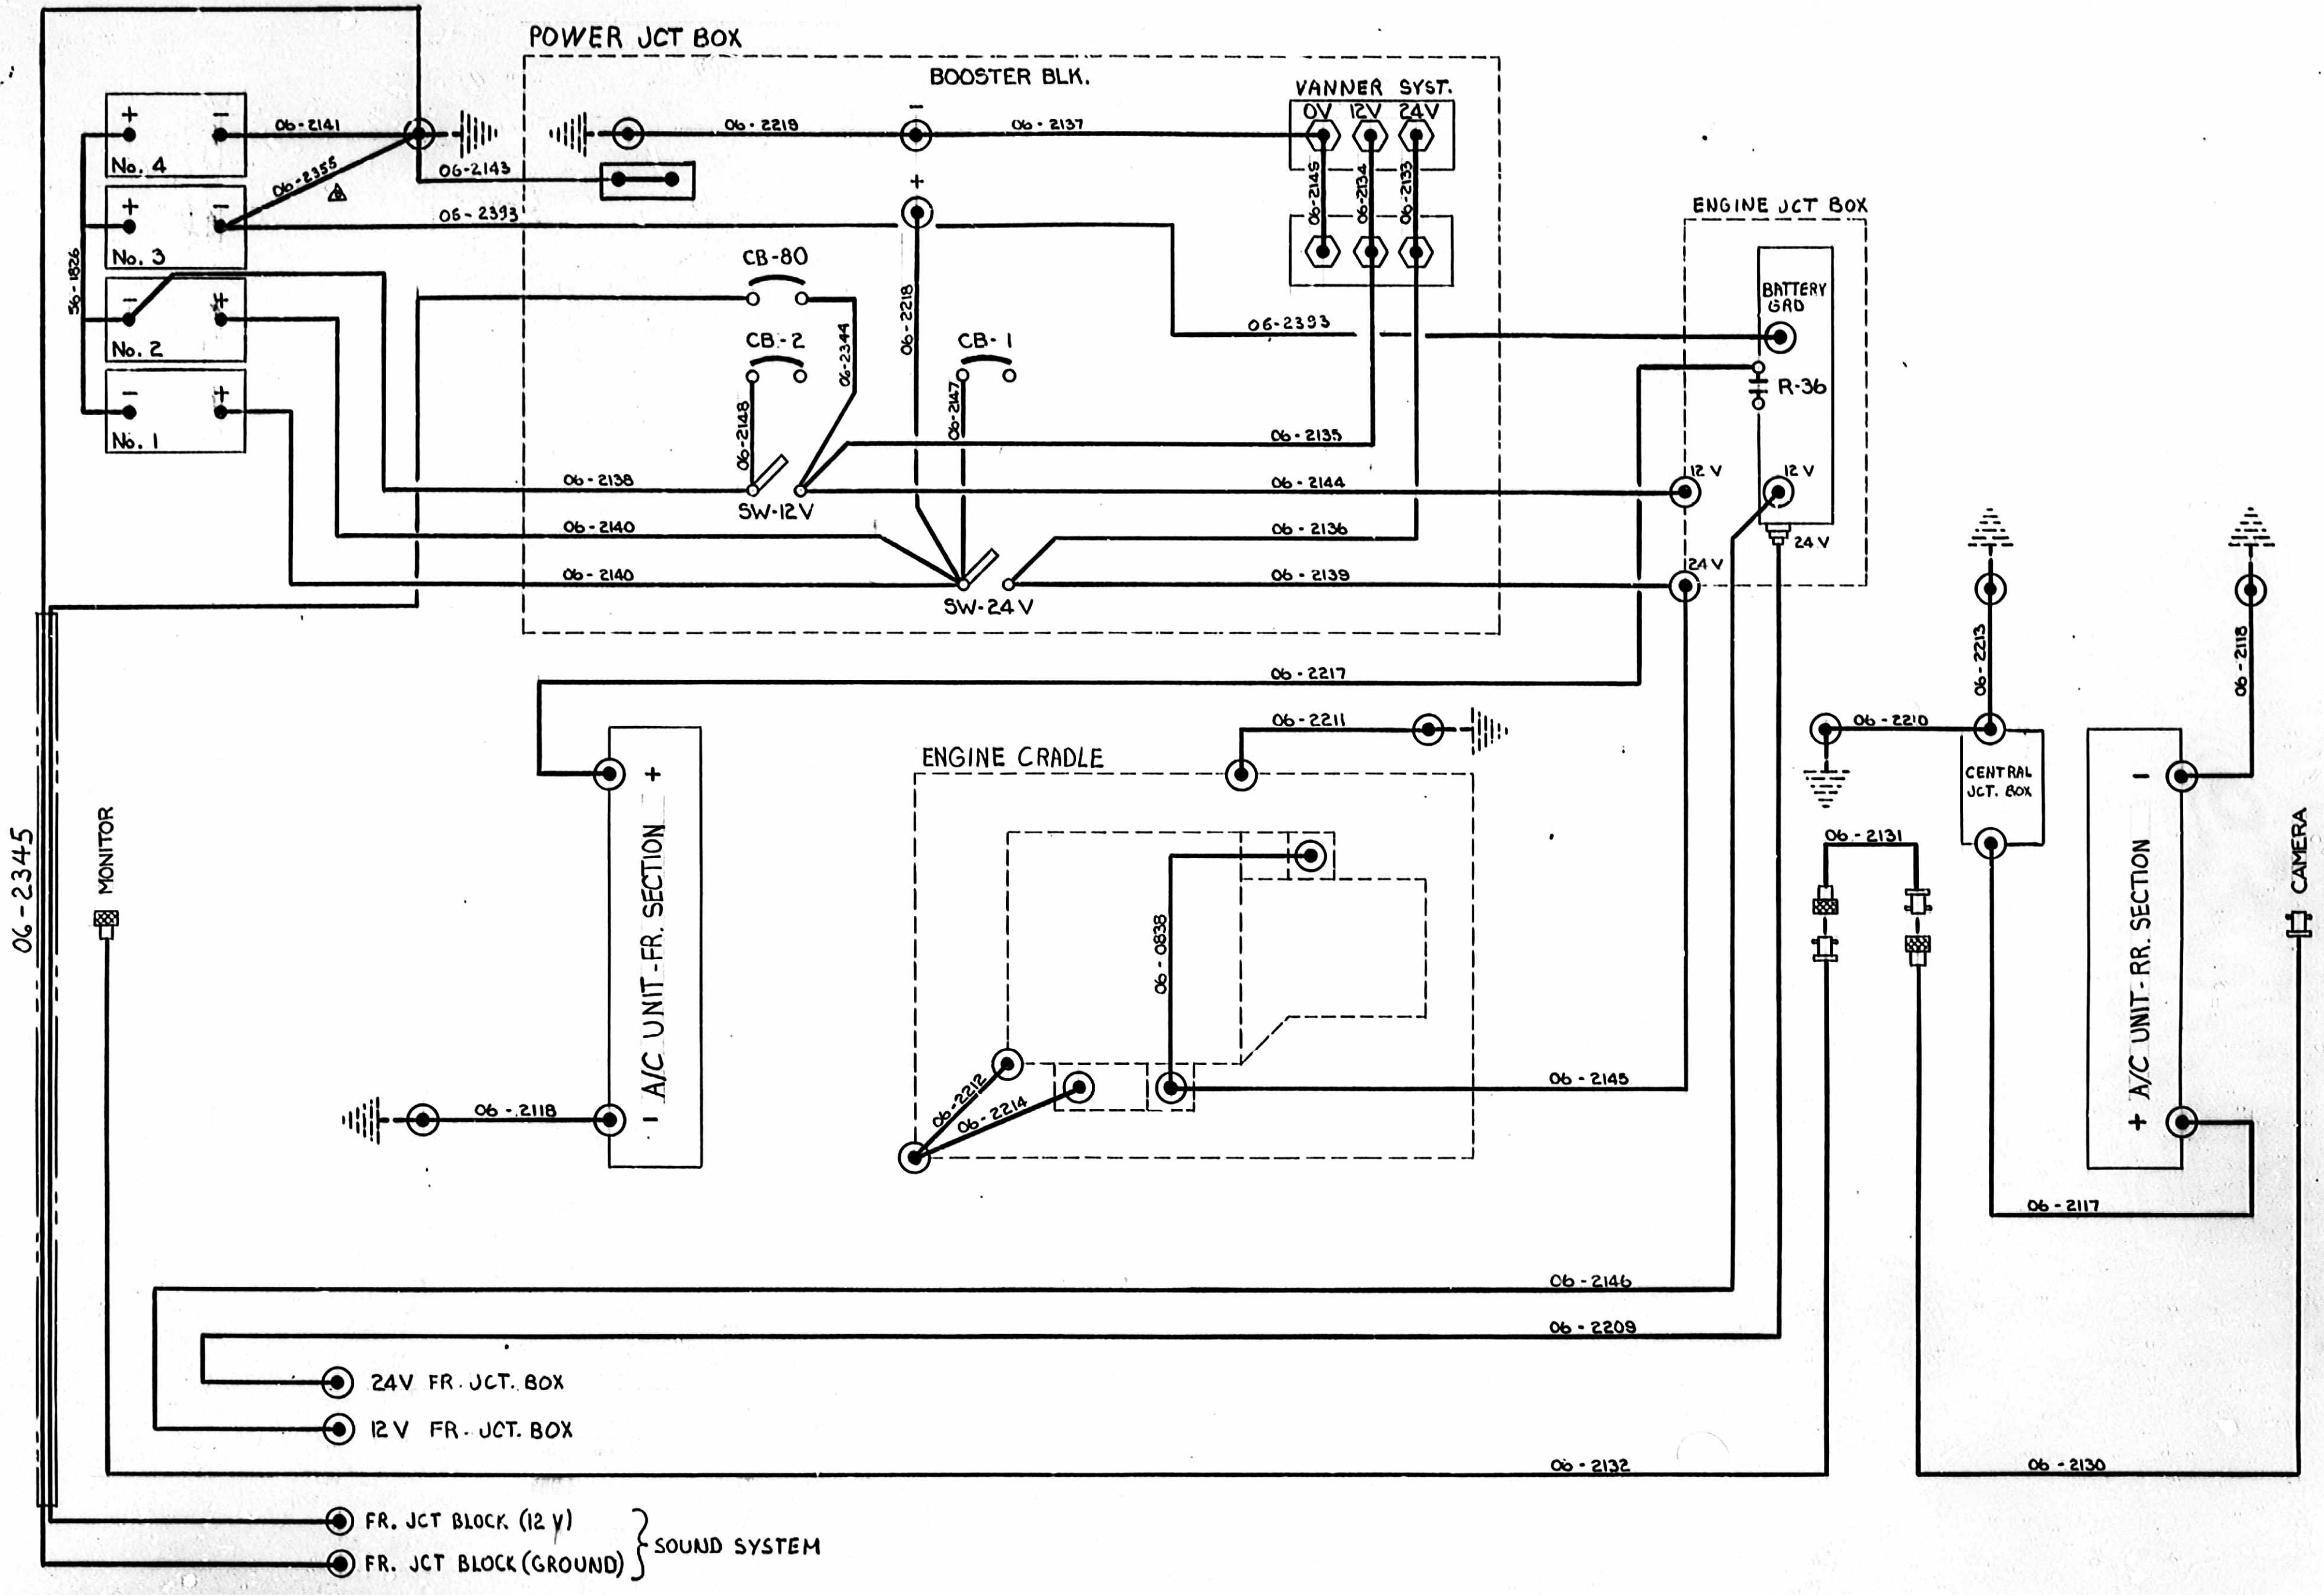 POWER JCT BOX
BOOSTER BLK.
VANNER SYST.
0V 12V 24V
+ -
No. 4
06-2141
06-2355
06-2143
06-2219
-
06-2137
+
06-2149
06-2134
06-2133
+ -
No. 3
06-2393
56-1826
- +
No. 2
- +
No. 1
CB-80
CB-2
06-2344
06-2218
CB-1
06-2148
06-2147
06-2393
06-2135
06-2138
SW-12V
06-2144
06-2140
06-2136
06-2140
SW-24V
06-2139
ENGINE JCT BOX
BATTERY
GRD
R-36
12 V
12 V
24 V
24 V
06-2217
06-2213
06-2118
06-2210
CENTRAL
JCT. BOX
06-2211
ENGINE CRADLE
06-0838
06-2212
06-2214
06-2145
+
A/C UNIT-FR. SECTION
-
06-2118
06-2345
MONITOR
06-2131
-
A/C UNIT-RR. SECTION
+
CAMERA
06-2117
06-2146
06-2209
24V FR. JCT. BOX
12V FR. JCT. BOX
06-2132
06-2130
FR. JCT BLOCK (12 V)
FR. JCT BLOCK (GROUND)
SOUND SYSTEM